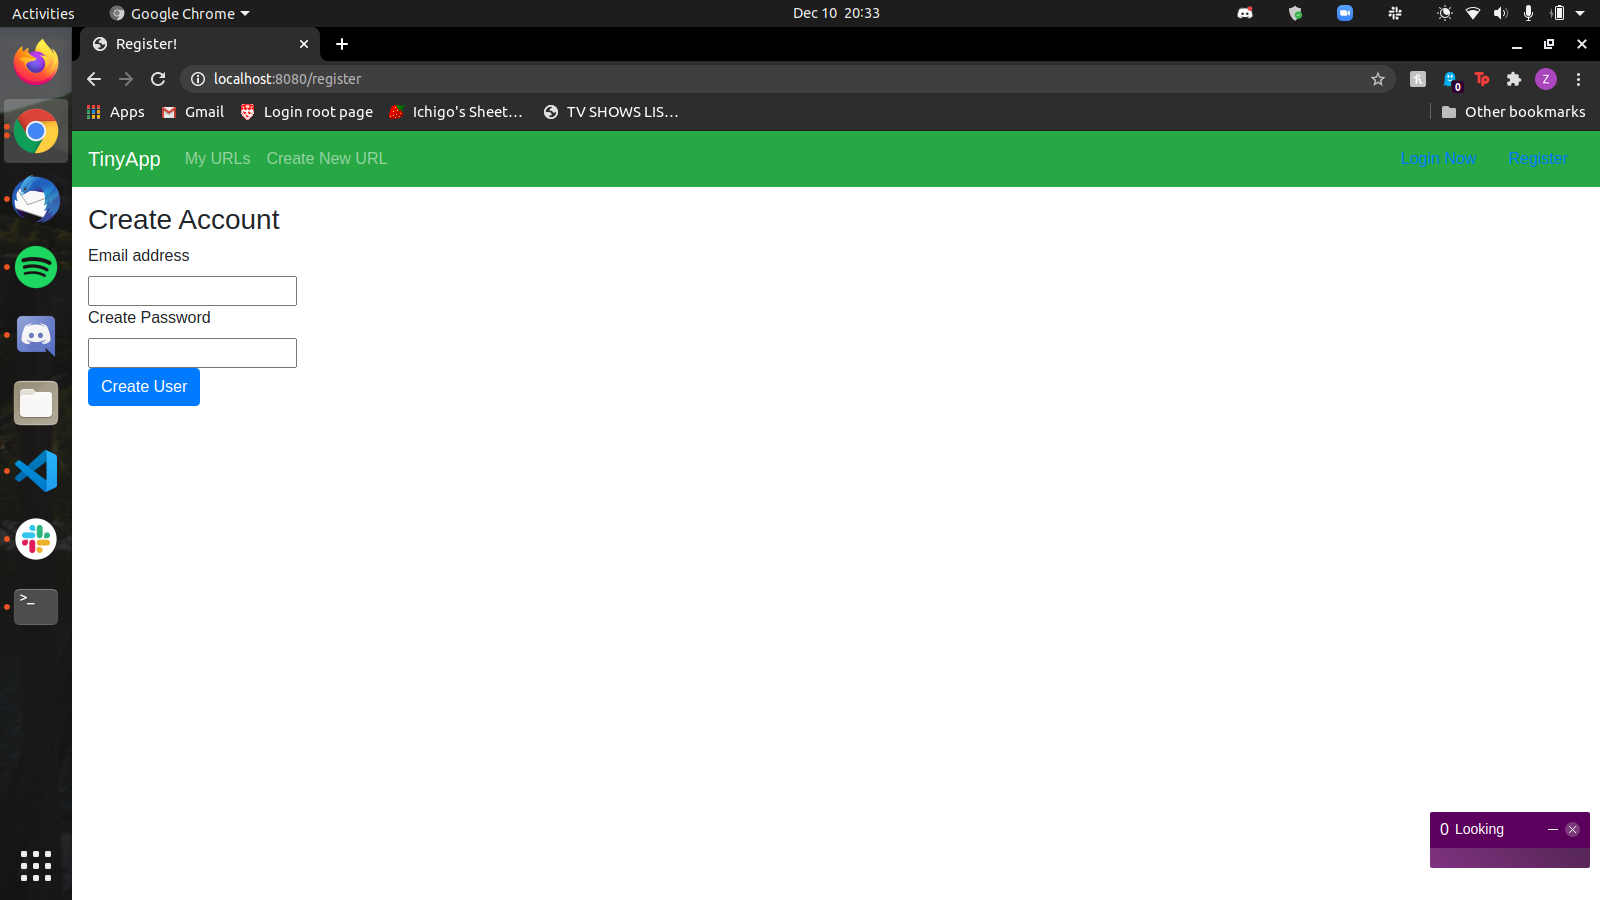 Activities
Google Chrome
Dec 10 20:33
Register!
localhost:8080/register
0
Tp
Z
Apps
Gmail
Login root page
Ichigo's Sheet...
TV SHOWS LIS...
Other bookmarks
TinyApp
My URLs
Create New URL
Login Now
Register
Create Account
Email address
Create Password
Create User
>_
0 Looking